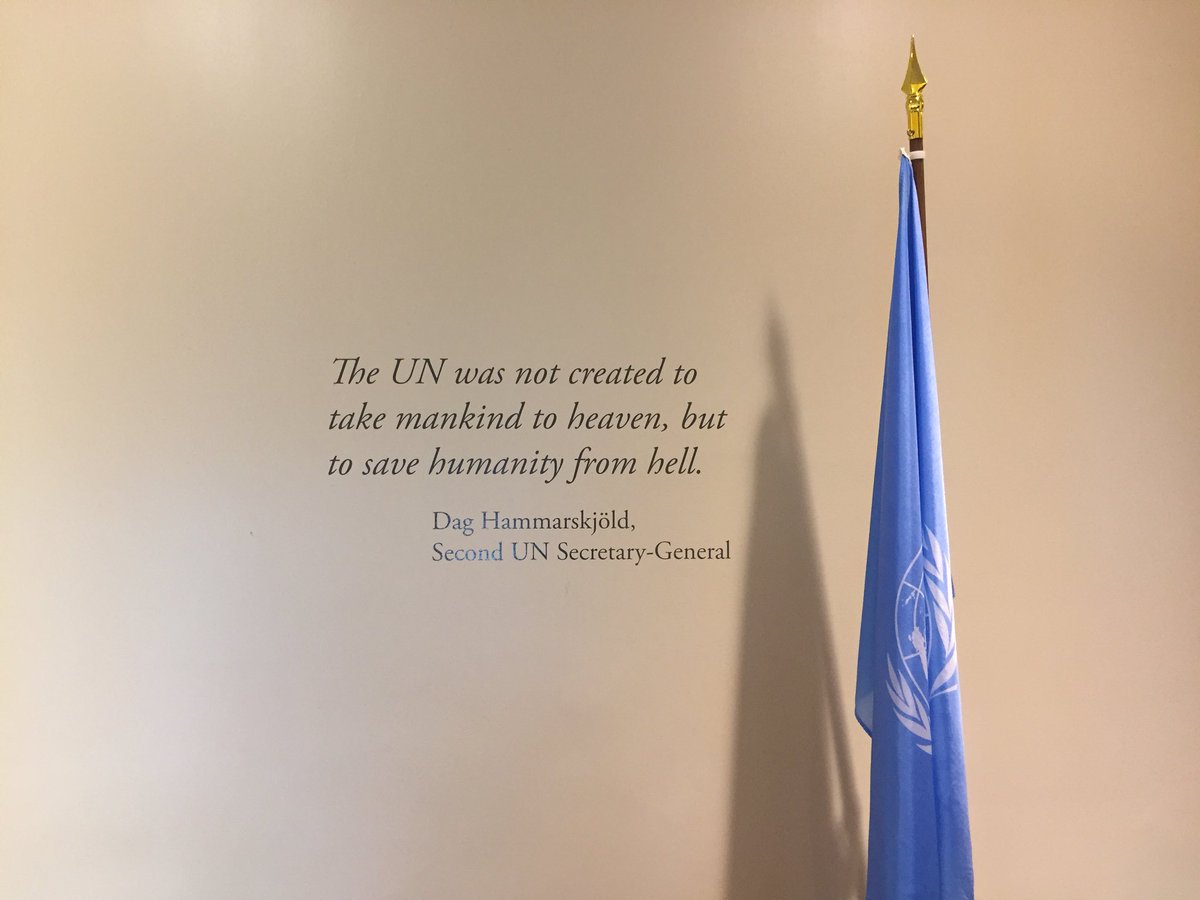 The UN was not created to
take mankind to heaven, but
to save humanity from hell.
Dag Hammarskjöld,
Second UN Secretary-General